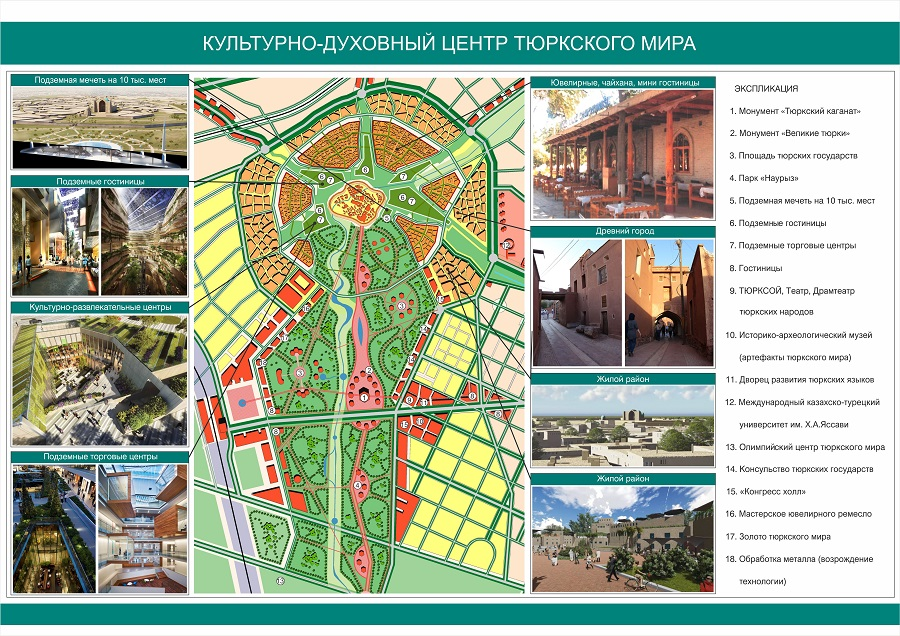 КУЛЬТУРНО-ДУХОВНЫЙ ЦЕНТР ТЮРКСКОГО МИРА
Подземная мечеть на 10 тыс. мест
Подземные гостиницы
Культурно-развлекательные центры
Подземные торговые центры
Ювелирные, чайхана, мини гостиницы
Древний город
Жилой район
Жилой район
ЭКСПЛИКАЦИЯ
1. Монумент «Тюркский каганат»
2. Монумент «Великие тюрки»
3. Площадь тюрских государств
4. Парк «Наурыз»
5. Подземная мечеть на 10 тыс. мест
6. Подземные гостиницы
7. Подземные торговые центры
8. Гостиницы
9. ТЮРКСОЙ, Театр, Драмтеатр
тюркских народов
10. Историко-археологический музей
(артефакты тюркского мира)
11. Дворец развития тюркских языков
12. Международный казахско-турецкий
университет им. Х.А.Яссави
13. Олимпийский центр тюркского мира
14. Консульство тюркских государств
15. «Конгресс холл»
16. Мастерское ювелирного ремесло
17. Золото тюркского мира
18. Обработка металла (возрождение
технологии)